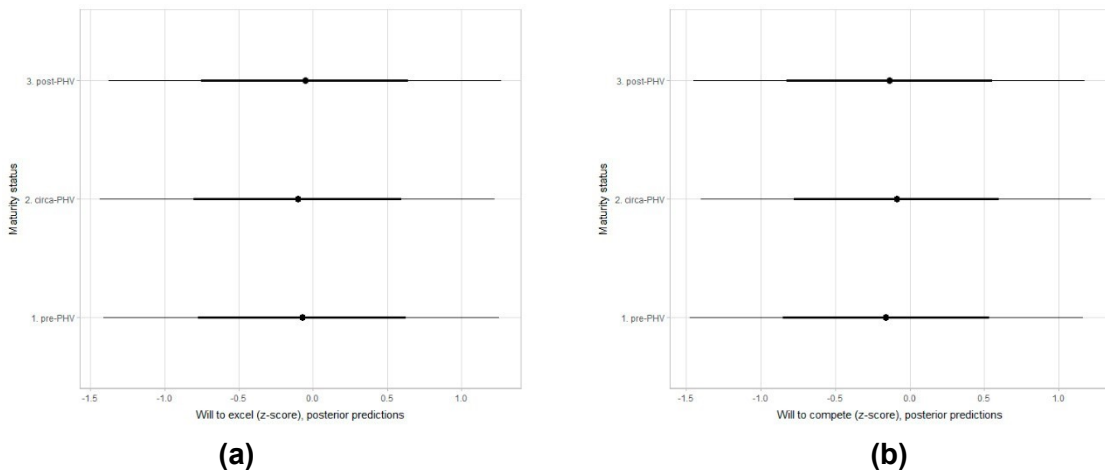 3. post-PHV
2. circa-PHV
1. pre-PHV
Maturity status
-1.5 -1.0 -0.5 0.0 0.5 1.0
Will to excel (z-score), posterior predictions
(a)
3. post-PHV
2. circa-PHV
1. pre-PHV
Maturity status
-1.5 -1.0 -0.5 0.0 0.5 1.0
Will to compete (z-score), posterior predictions
(b)